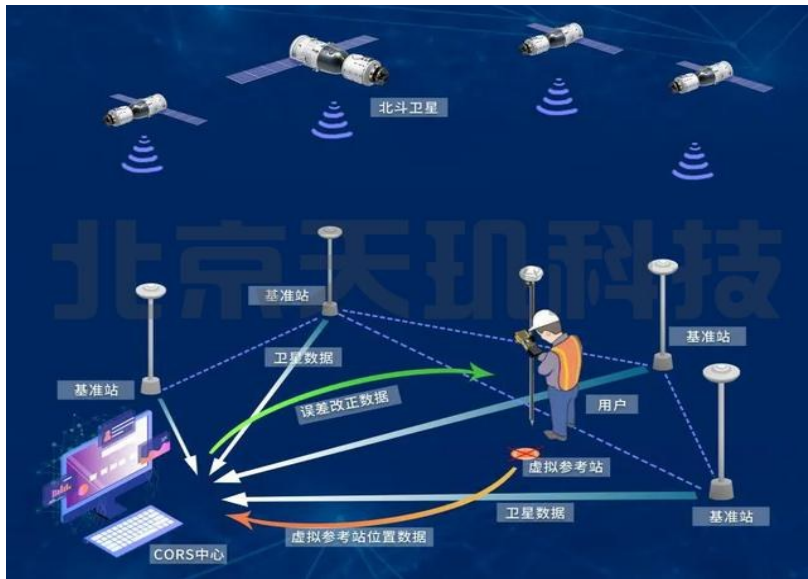 北斗卫星
北京天玑科技
基准站
卫星数据
基准站
基准站
误差改正数据
用户
虚拟参考站
卫星数据
基准站
虚拟参考站位置数据
CORS中心